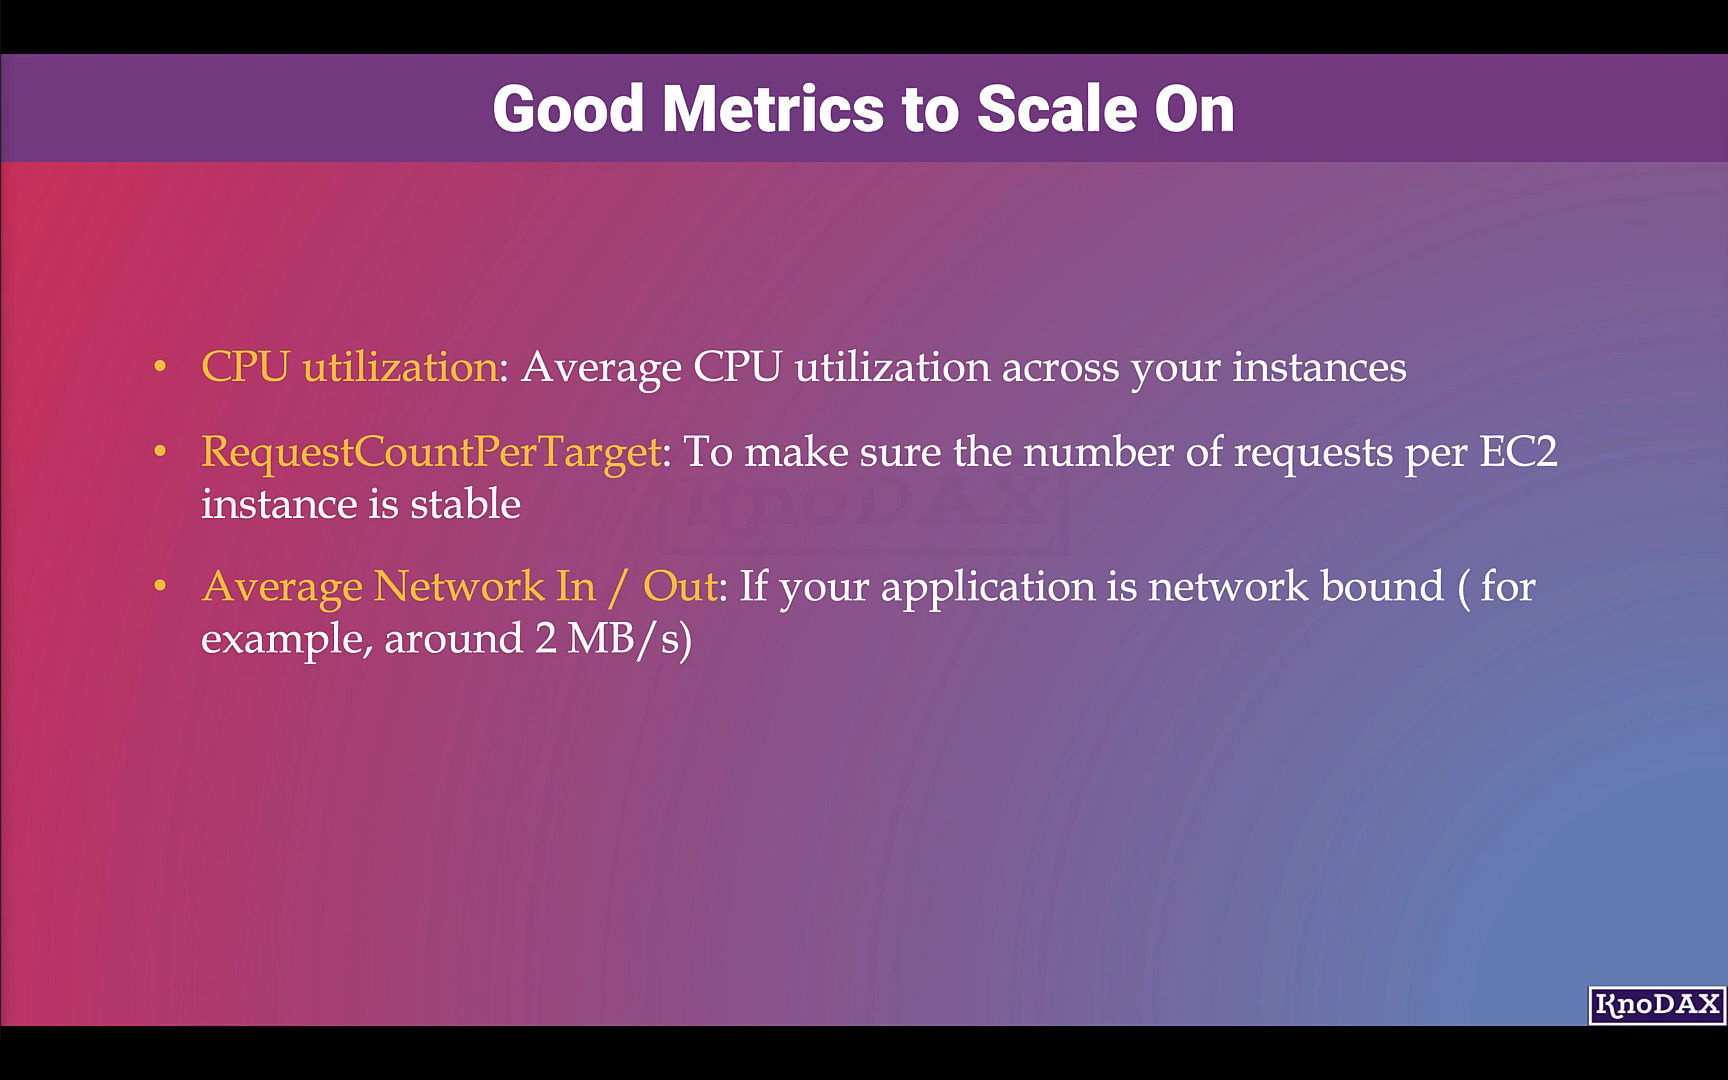 Good Metrics to Scale On
• CPU utilization: Average CPU utilization across your instances
• RequestCountPerTarget: To make sure the number of requests per EC2
instance is stable
KnoDAX
• Average Network In / Out: If your application is network bound ( for
example, around 2 MB/s)
KnoDAX